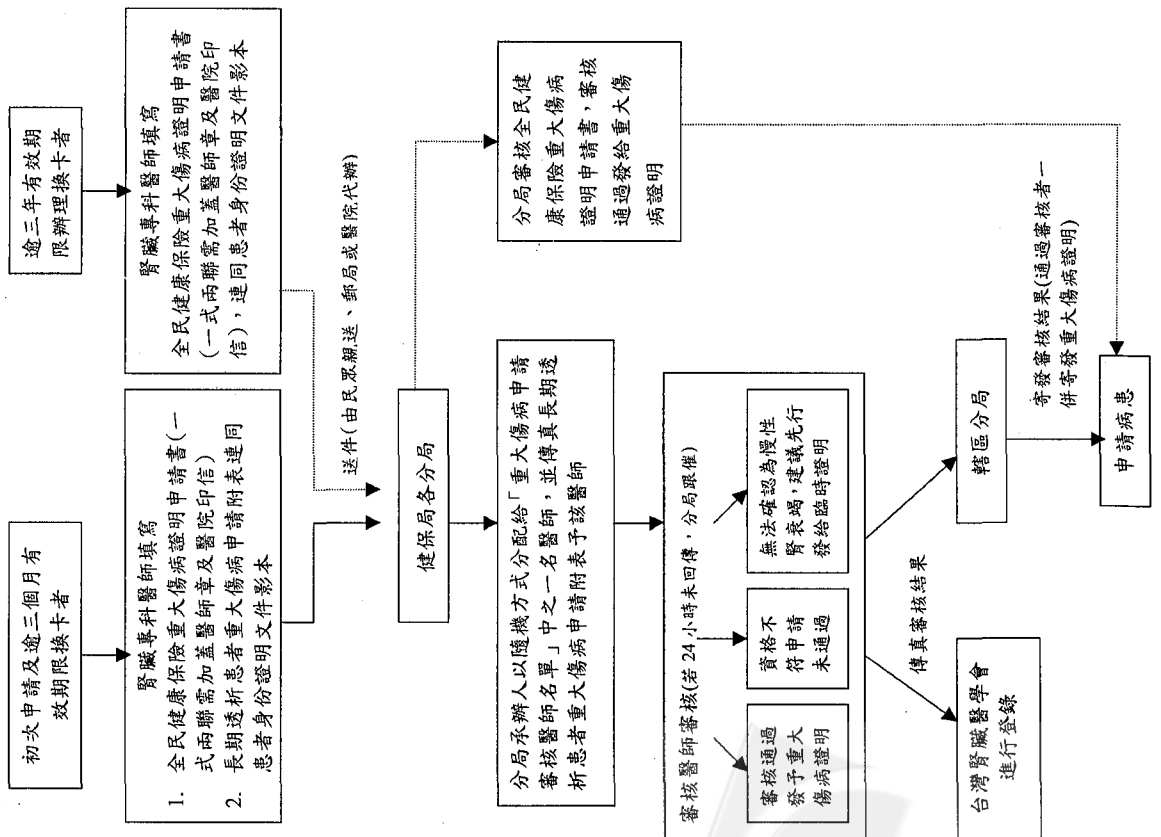 初次申請及逾三個月有
效期限換卡者
逾三年有效期
限辦理換卡者
腎臟專科醫師填寫
1. 全民健康保險重大傷病證明申請書(一
式兩聯需加蓋醫師章及醫院印信)
2. 長期透析患者重大傷病申請附表連同
患者身份證明文件影本
腎臟專科醫師填寫
全民健康保險重大傷病證明申請書
(一式兩聯需加蓋醫師章及醫院印
信)，連同患者身份證明文件影本
送件(由民眾親送、郵局或醫院代辦)
健保局各分局
分局承辦人以隨機方式分配給「重大傷病申請
審核醫師名單」中之一名醫師，並傳真長期透
析患者重大傷病申請附表予該醫師
分局審核全民健
康保險重大傷病
證明申請書，審核
通過發給重大傷
病證明
審核醫師審核(若24小時未回傳，分局跟催)
審核通過
發予重大
傷病證明
資格不
符申請
未通過
無法確認為慢性
腎衰竭，建議先行
發給臨時證明
傳真審核結果
台灣腎臟醫學會
進行登錄
轄區分局
寄發審核結果(通過審核者一
併寄發重大傷病證明)
申請病患